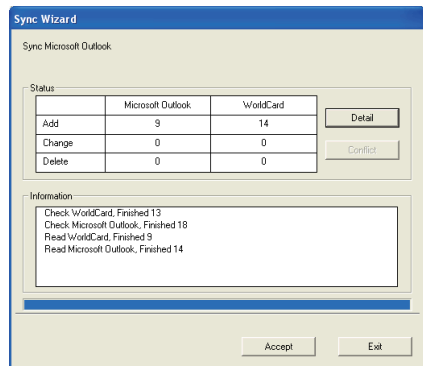 Sync Wizard
Sync Microsoft Outlook
Status
Microsoft Outlook WorldCard
Add 9 14
Detail
Change 0 0
Conflict
Delete 0 0
Information
Check WorldCard, Finished 13
Check Microsoft Outlook, Finished 18
Read WorldCard, Finished 9
Read Microsoft Outlook, Finished 14
Accept Exit